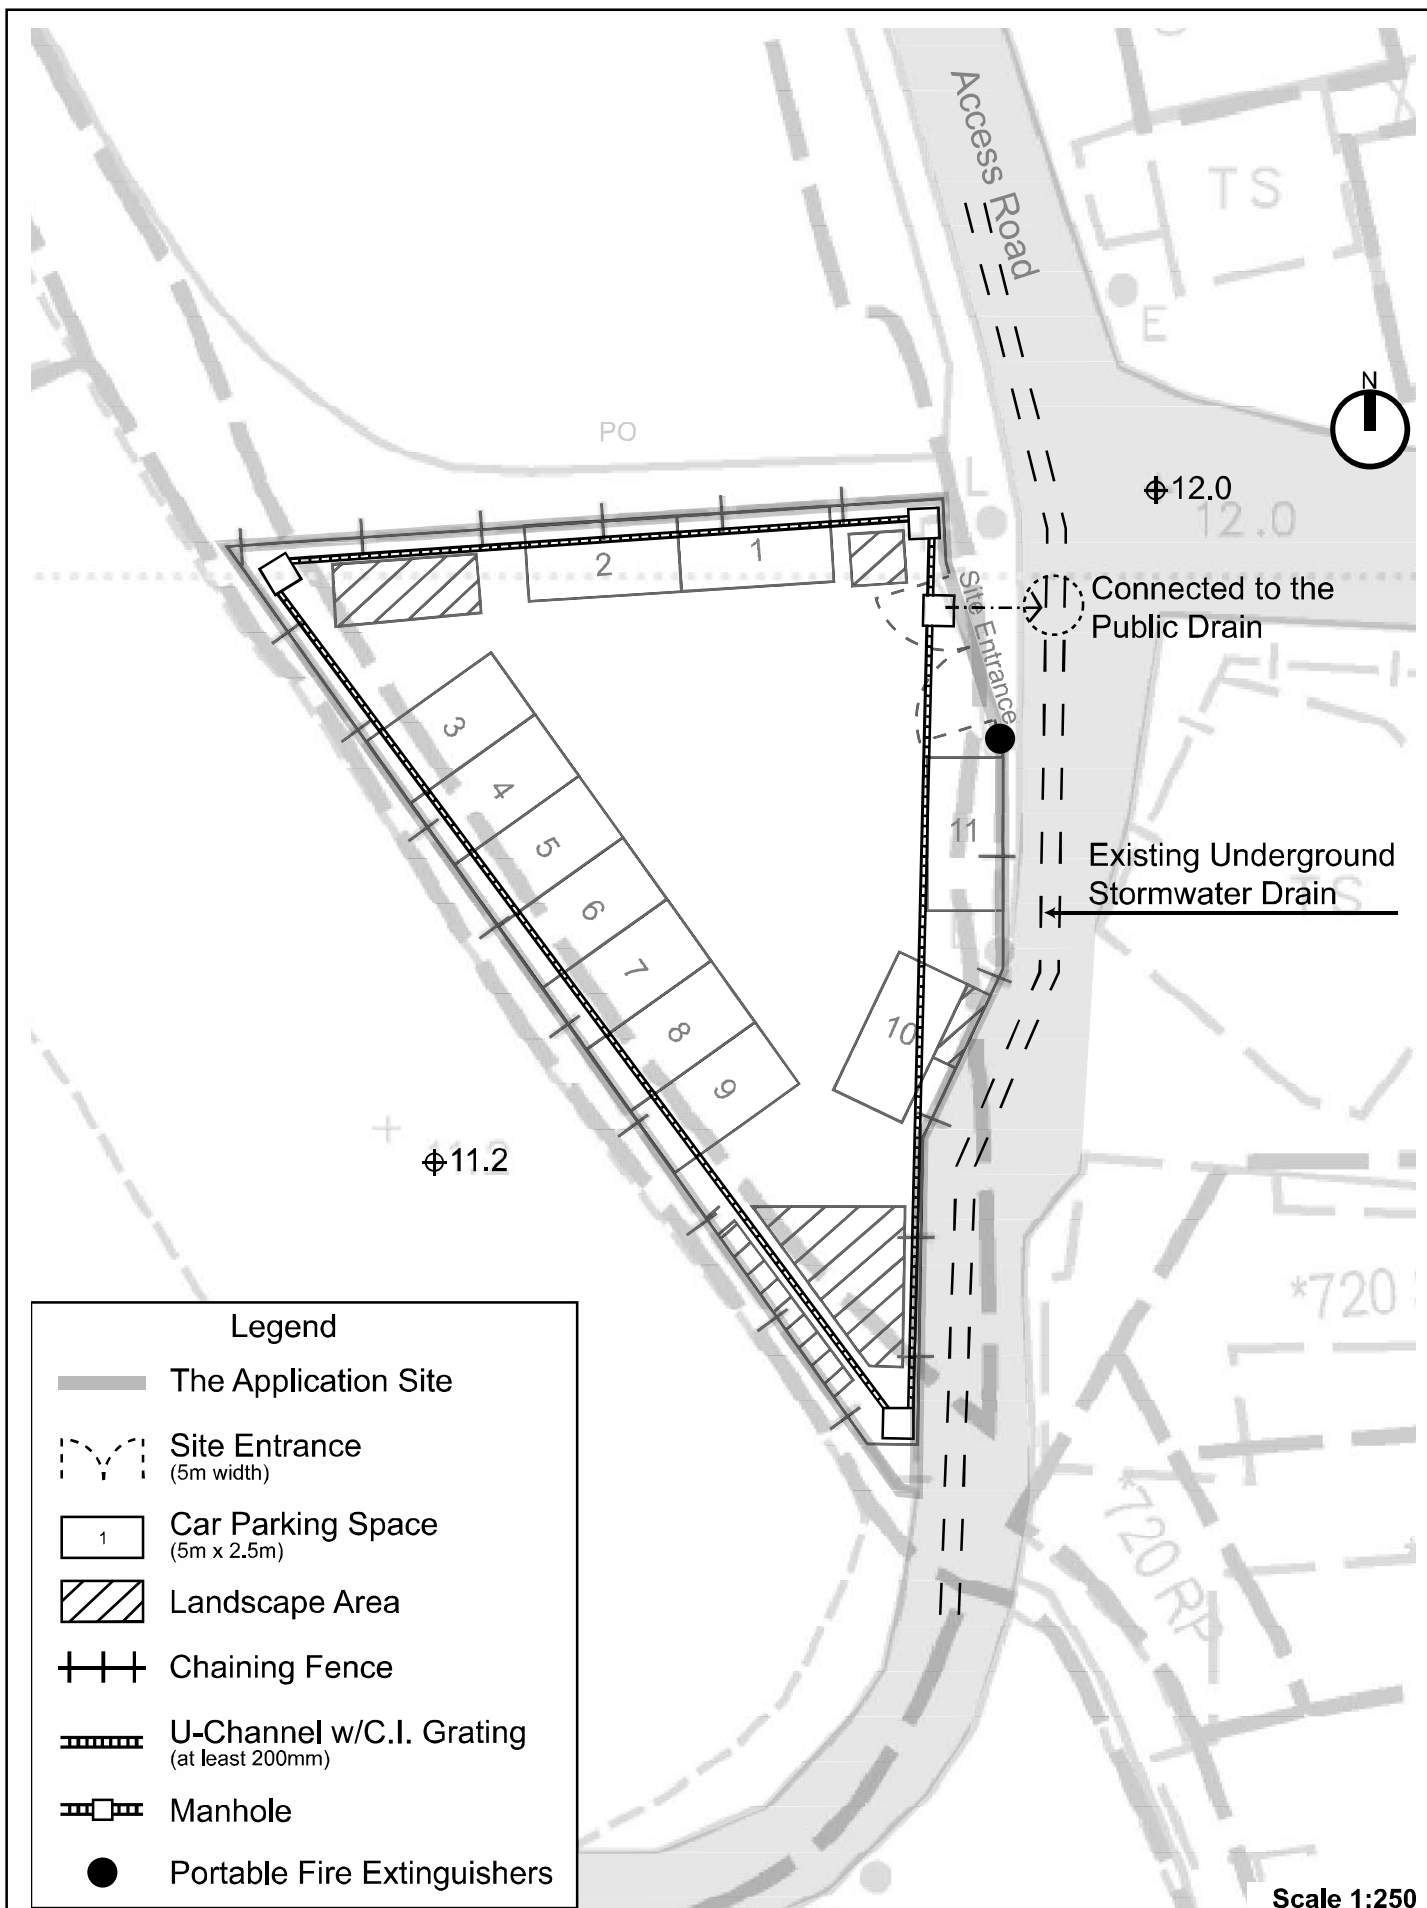 Access Road
TS
E
N
PO
L
12.0
12.0
Site Entrance
Connected to the
Public Drain
1
2
3
4
5
6
7
8
9
10
11
Existing Underground
Stormwater Drain
TS
11.2
11.2
*720
*720 RP
Legend
The Application Site
Site Entrance
(5m width)
1
Car Parking Space
(5m x 2.5m)
Landscape Area
Chaining Fence
U-Channel w/C.I. Grating
(at least 200mm)
Manhole
Portable Fire Extinguishers
Scale 1:250